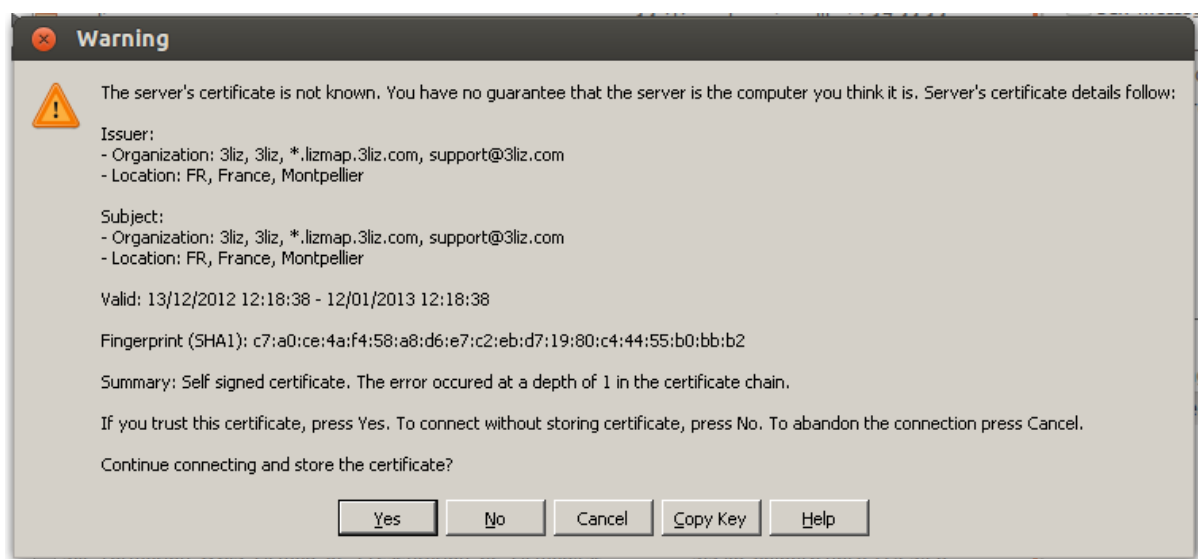 Warning
The server's certificate is not known. You have no guarantee that the server is the computer you think it is. Server's certificate details follow:
Issuer:
- Organization: 3liz, 3liz, *.lizmap.3liz.com, support@3liz.com
- Location: FR, France, Montpellier
Subject:
- Organization: 3liz, 3liz, *.lizmap.3liz.com, support@3liz.com
- Location: FR, France, Montpellier
Valid: 13/12/2012 12:18:38 - 12/01/2013 12:18:38
Fingerprint (SHA1): c7:a0:ce:4a:f4:58:a8:d6:e7:c2:eb:d7:19:80:c4:44:55:b0:bb:b2
Summary: Self signed certificate. The error occured at a depth of 1 in the certificate chain.
If you trust this certificate, press Yes. To connect without storing certificate, press No. To abandon the connection press Cancel.
Continue connecting and store the certificate?
Yes No Cancel Copy Key Help